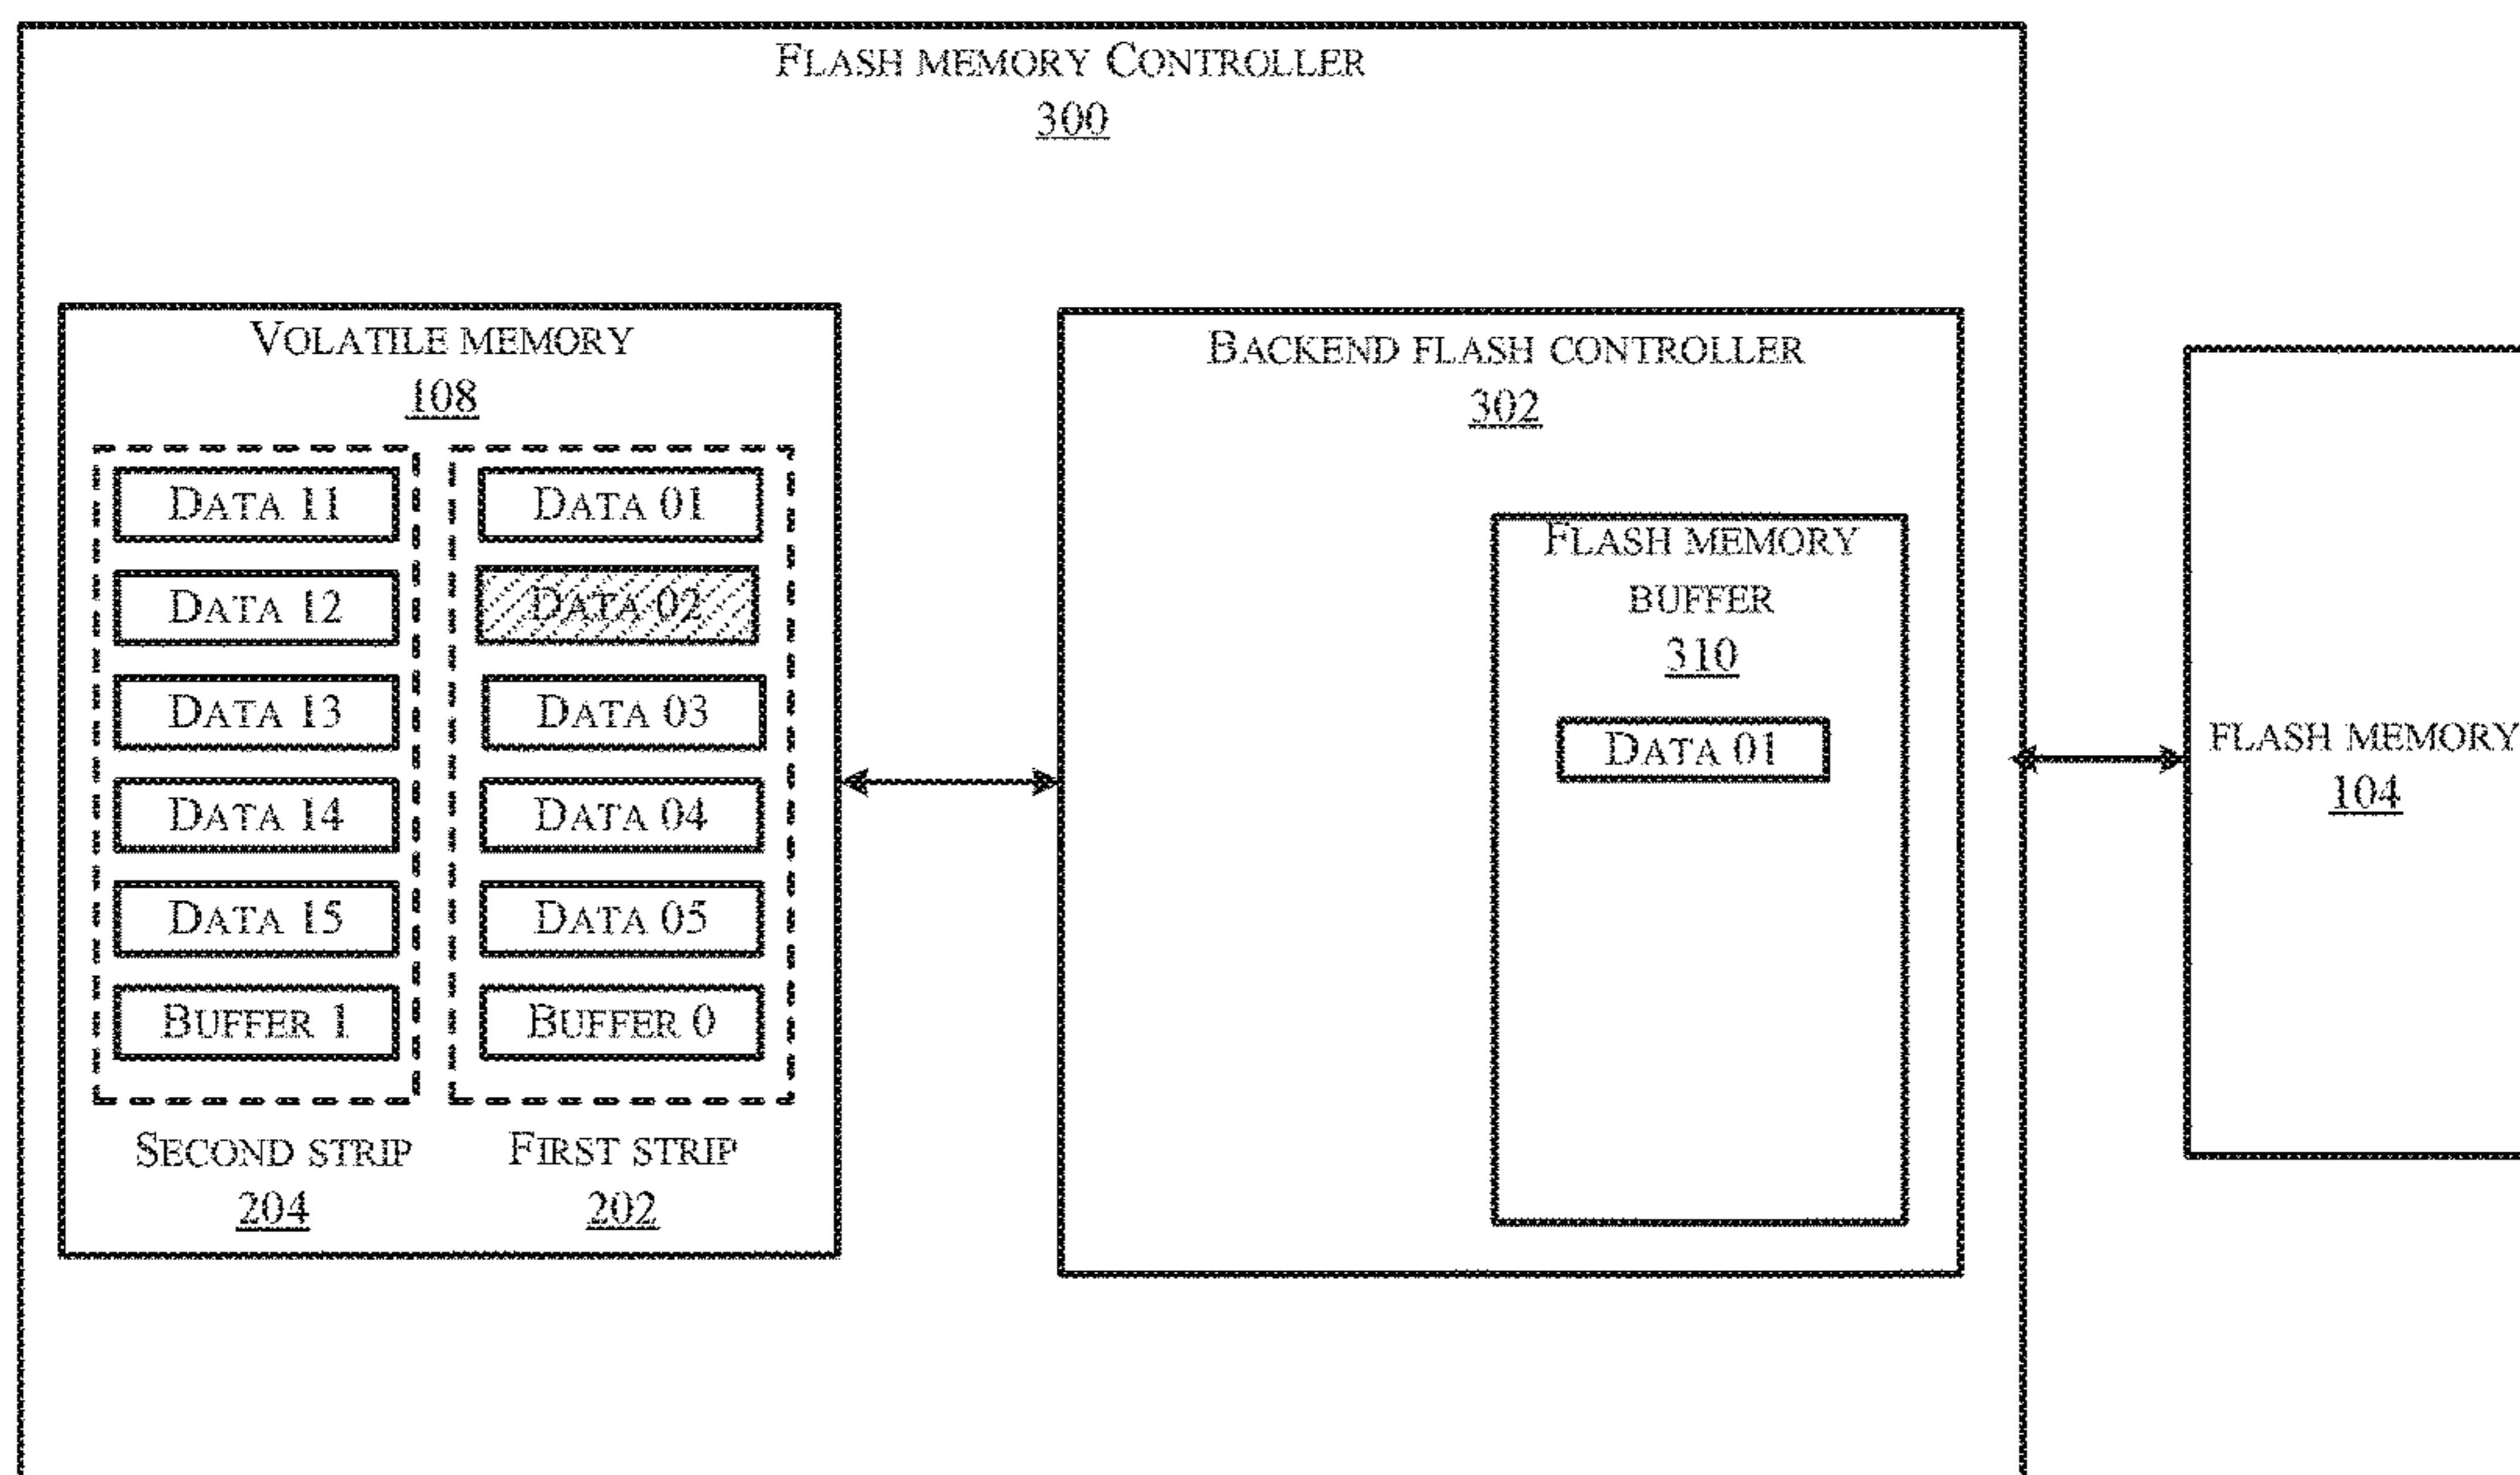 FLASH MEMORY CONTROLLER
300
VOLATILE MEMORY
108
DATA 11
DATA 12
DATA 13
DATA 14
DATA 15
BUFFER 1
SECOND STRIP
204
DATA 01
DATA 02
DATA 03
DATA 04
DATA 05
BUFFER 0
FIRST STRIP
202
BACKEND FLASH CONTROLLER
302
FLASH MEMORY
BUFFER
310
DATA 01
FLASH MEMORY
104